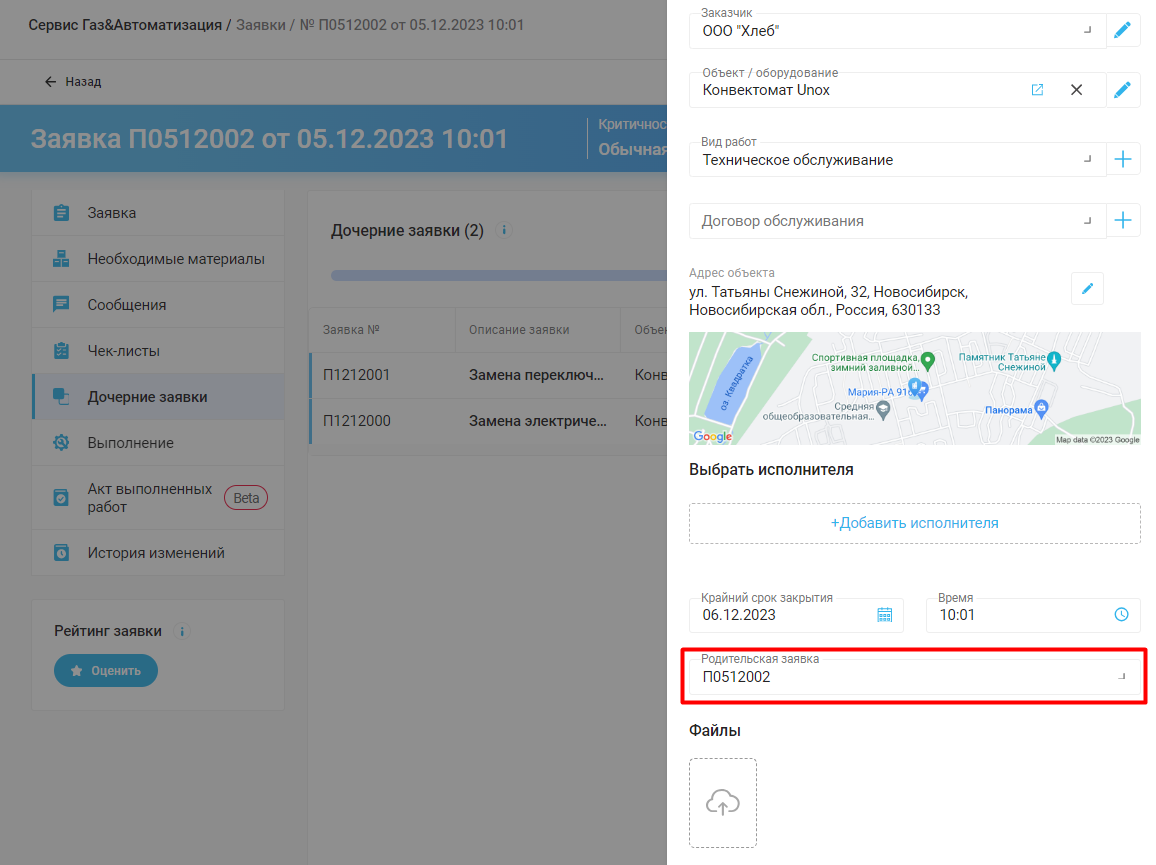 Сервис Газ&Автоматизация / Заявки / № П0512002 от 05.12.2023 10:01
Назад
Заявка П0512002 от 05.12.2023 10:01
Критичнос
Обычная
Заявка
Необходимые материалы
Сообщения
Чек-листы
Дочерние заявки
Выполнение
Акт выполненных
работ
Beta
История изменений
Рейтинг заявки
Оценить
Дочерние заявки (2)
Заявка №
Описание заявки
Объек
П1212001
Замена переключ...
Конв
П1212000
Замена электриче...
Конв
Заказчик
ООО "Хлеб"
Объект / оборудование
Конвектомат Unox
Вид работ
Техническое обслуживание
Договор обслуживания
Адрес объекта
ул. Татьяны Снежиной, 32, Новосибирск,
Новосибирская обл., Россия, 630133
Спортивная площадка,
зимний заливной...
Памятник Татьяне
Снежиной
оз. Квадратка
Мария-РА 916
Средняя
общеобразовательная...
Панорама
Google
Map data ©2023 Google
Выбрать исполнителя
+Добавить исполнителя
Крайний срок закрытия
06.12.2023
Время
10:01
Родительская заявка
П0512002
Файлы